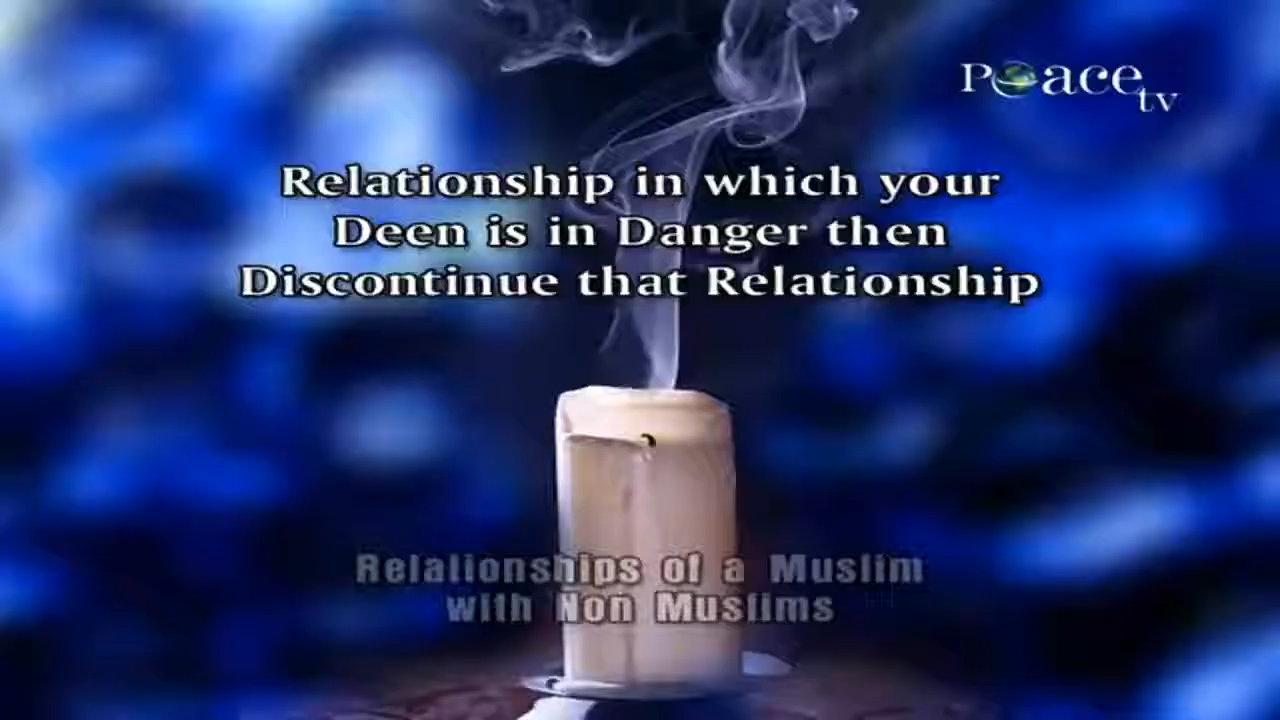 Peace tv
Relationship in which your
Deen is in Danger then
Discontinue that Relationship
Relationships of a Muslim
with Non Muslims